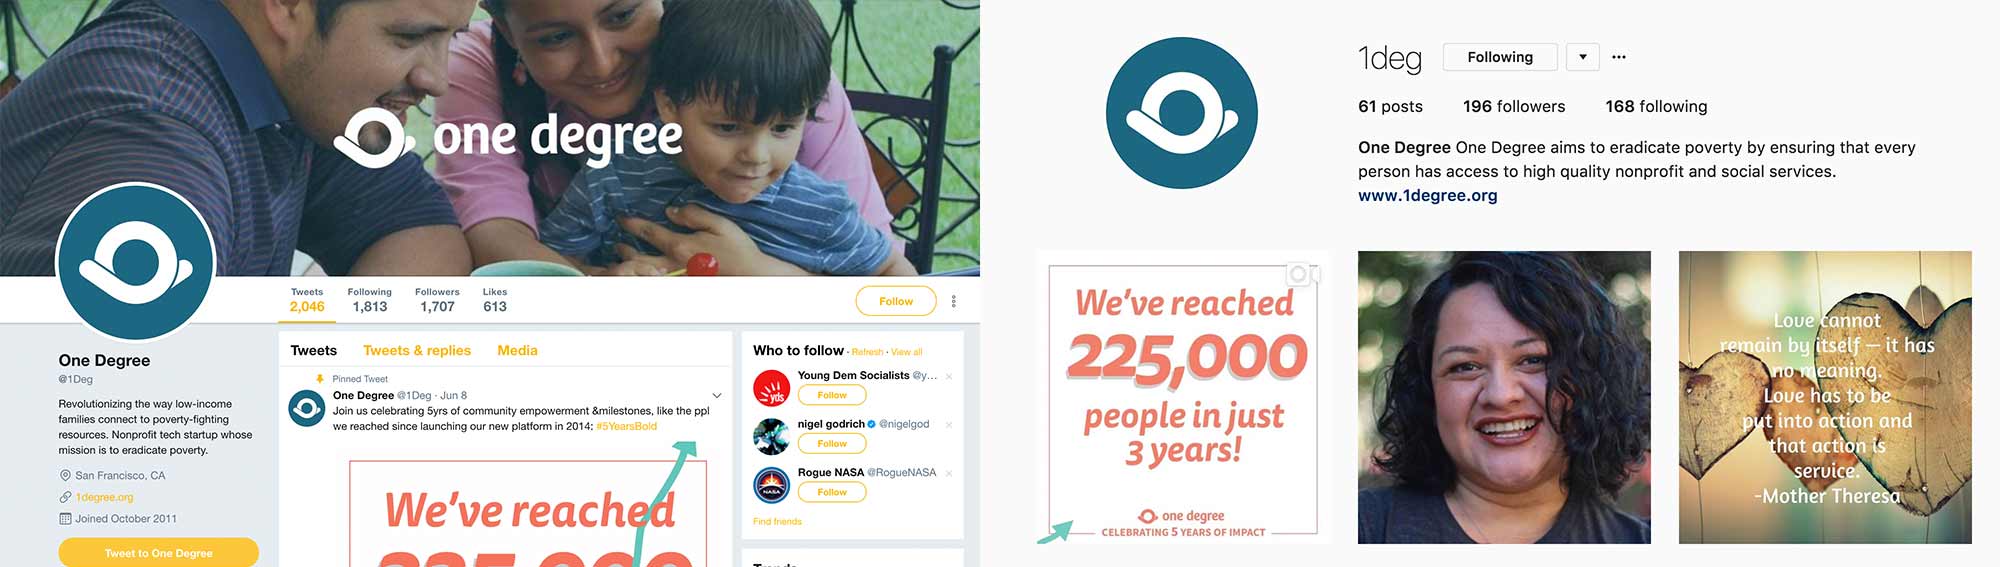 one degree
Tweets
2,046
Following
1,813
Followers
1,707
Likes
613
Follow
One Degree
@1Deg
Revolutionizing the way low-income
families connect to poverty-fighting
resources. Nonprofit tech startup whose
mission is to eradicate poverty.
San Francisco, CA
1degree.org
Joined October 2011
Tweet to One Degree
Tweets Tweets & replies Media
Pinned Tweet
One Degree @1Deg · Jun 8
Join us celebrating 5yrs of community empowerment &milestones, like the ppl
we reached since launching our new platform in 2014: #5YearsBold
We've reached
225,000
Who to follow · Refresh · View all
Young Dem Socialists @y...
yds
Follow
nigel godrich @nigelgod
Follow
Rogue NASA @RogueNASA
NASA
Follow
Find friends
Trends
1deg Following
61 posts 196 followers 168 following
One Degree One Degree aims to eradicate poverty by ensuring that every
person has access to high quality nonprofit and social services.
www.1degree.org
We've reached
225,000
people in just
3 years!
one degree
CELEBRATING 5 YEARS OF IMPACT
Love cannot
remain by itself – it has
no meaning.
Love has to be
put into action and
that action is
service.
-Mother Theresa